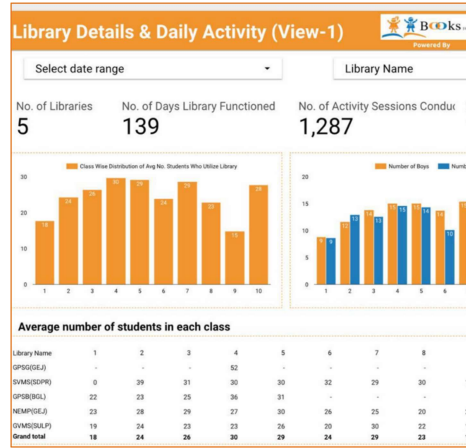 Library Details & Daily Activity (View-1)
BOoks
Powered By
Select date range
Library Name
No. of Libraries
No. of Days Library Functioned
No. of Activity Sessions Conduc
5
139
1,287
Class Wise Distribution of Avg No. Students Who Utilize Library
30
20
10
0
18 24 26 30 29 24 29 23 15 28
1 2 3 4 5 6 7 8 9 10
Number of Boys
Numb
20
15
10
5
0
9 9 12 13 14 13 15 15 15 14 14 10 15
1 2 3 4 5 6
Average number of students in each class
Library Name 1 2 3 4 5 6 7 8
GPSG(GEJ) - - - 52 - - - -
SVMS(SDPR) 0 39 31 30 30 32 29 30
GPSB(BGL) 22 23 25 36 31 - - -
NEMP(GEJ) 23 28 29 27 30 26 25 20
GVMS(SULP) 19 24 23 23 26 20 30 22
Grand total 18 24 26 30 29 24 29 23